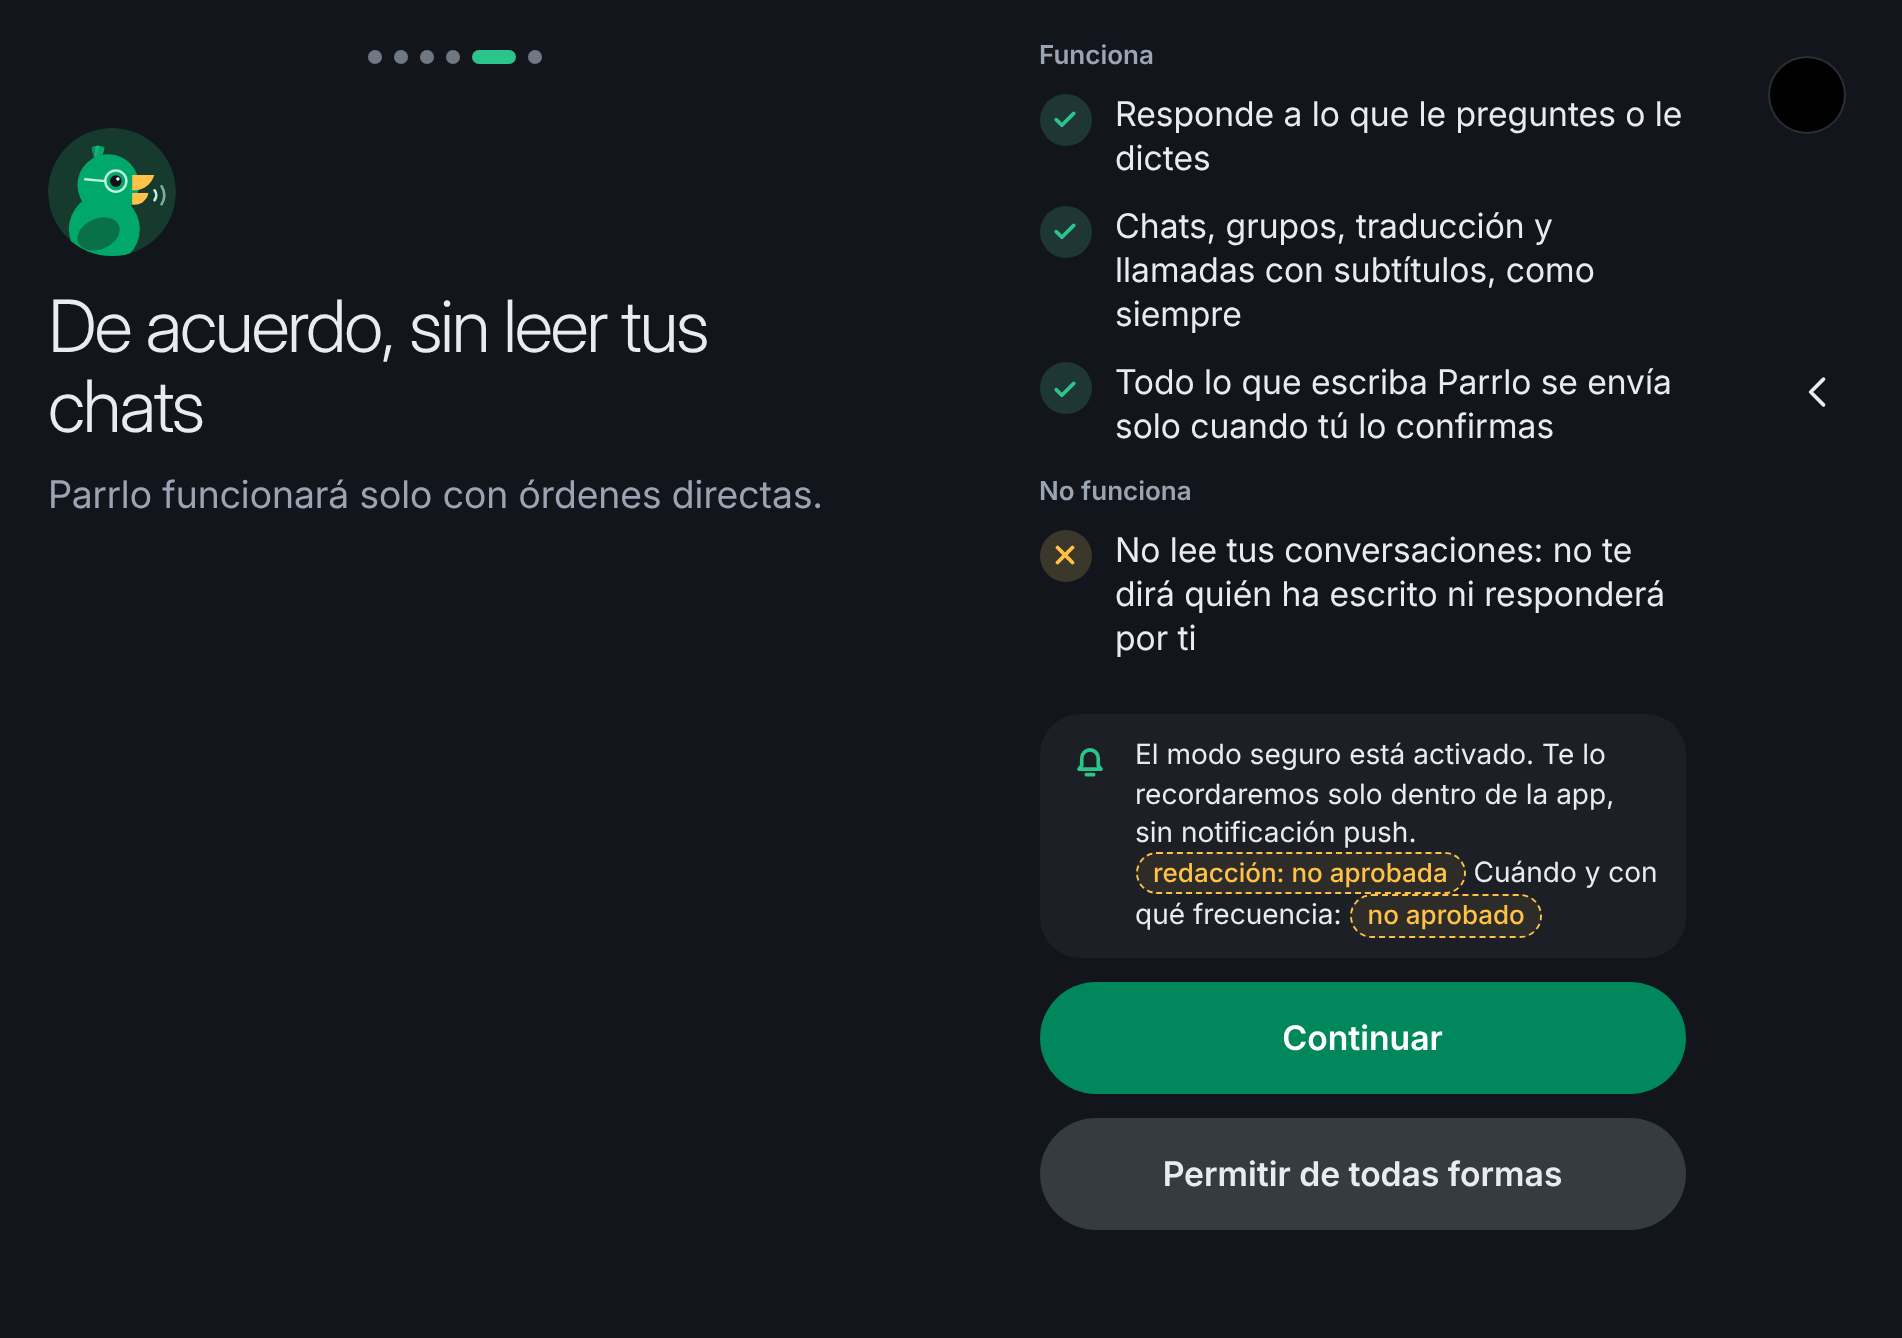 De acuerdo, sin leer tus
chats
Parrlo funcionará solo con órdenes directas.
Funciona
Responde a lo que le preguntes o le
dictes
Chats, grupos, traducción y
llamadas con subtítulos, como
siempre
Todo lo que escriba Parrlo se envía
solo cuando tú lo confirmas
No funciona
No lee tus conversaciones: no te
dirá quién ha escrito ni responderá
por ti
El modo seguro está activado. Te lo
recordaremos solo dentro de la app,
sin notificación push.
redacción: no aprobada Cuándo y con
qué frecuencia: no aprobado
Continuar
Permitir de todas formas